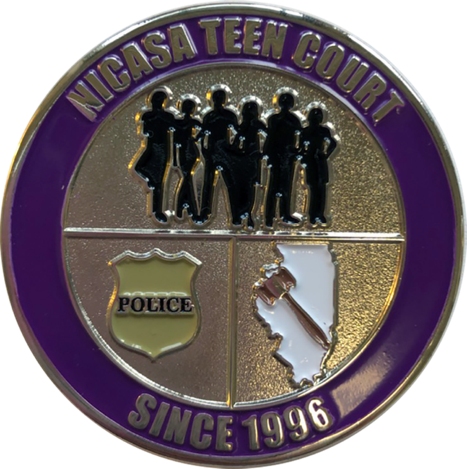 NICASA TEEN COURT
POLICE
SINCE 1996